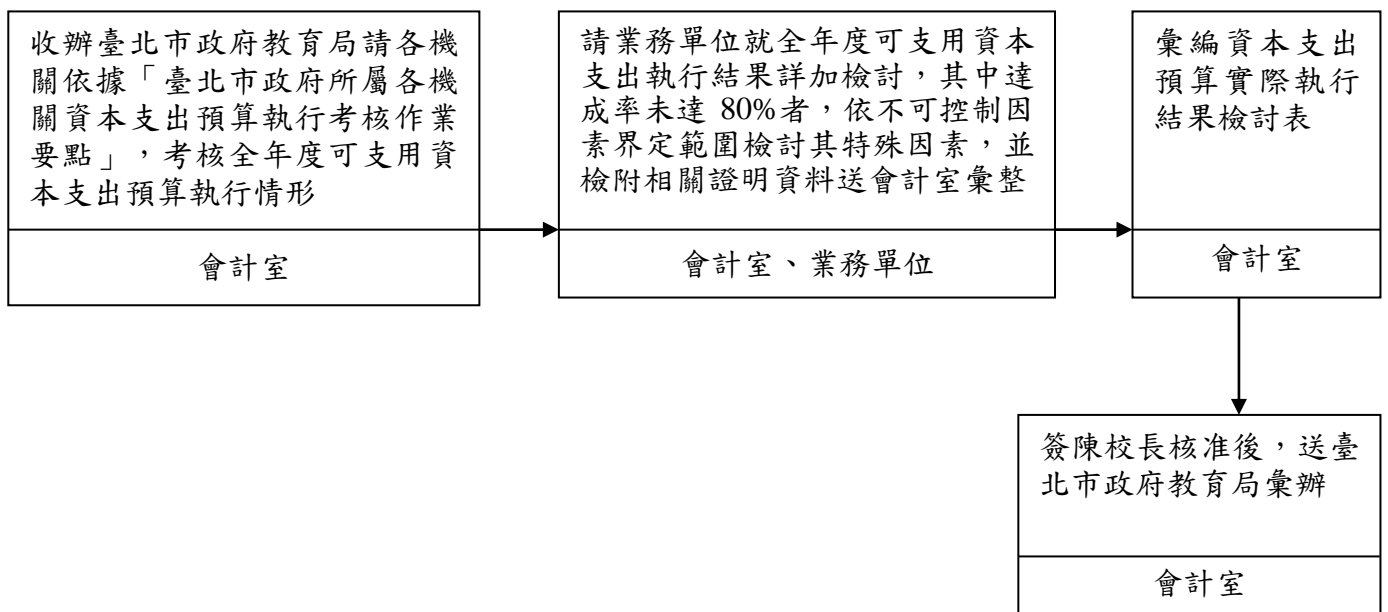 收辦臺北市政府教育局請各機
關依據「臺北市政府所屬各機
關資本支出預算執行考核作業
要點」，考核全年度可支用資
本支出預算執行情形
會計室
請業務單位就全年度可支用資本
支出執行結果詳加檢討，其中達
成率未達 80%者，依不可控制因
素界定範圍檢討其特殊因素，並
檢附相關證明資料送會計室彙整
會計室、業務單位
彙編資本支出
預算實際執行
結果檢討表
會計室
簽陳校長核准後，送臺
北市政府教育局彙辦
會計室